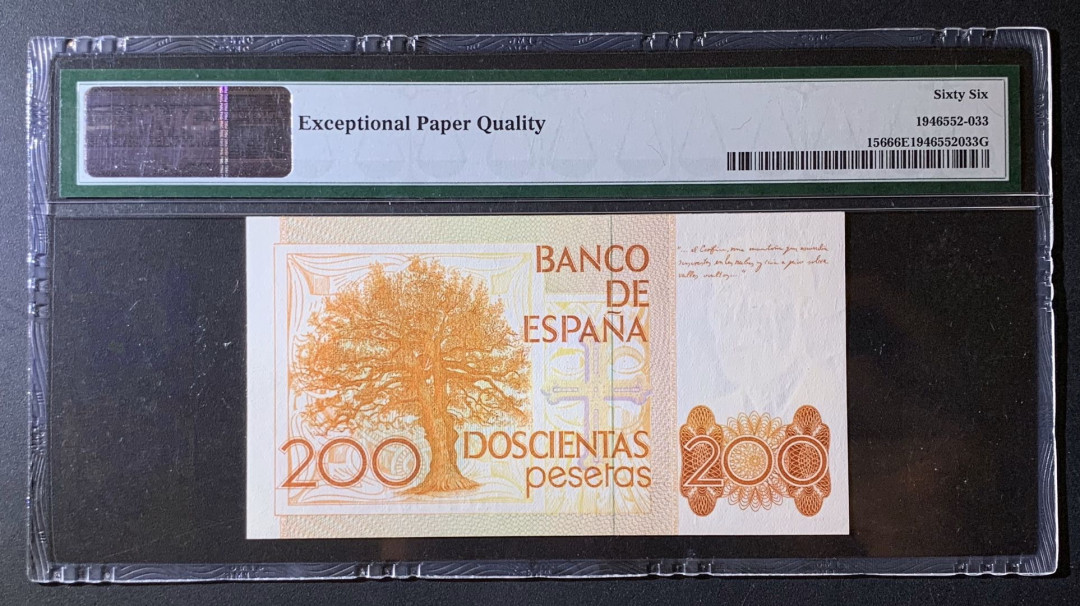 Exceptional Paper Quality
Sixty Six
1946552-033
15666E1946552033G
BANCO
DE
ESPAÑA
200
DOSCIENTAS
pesetas
200